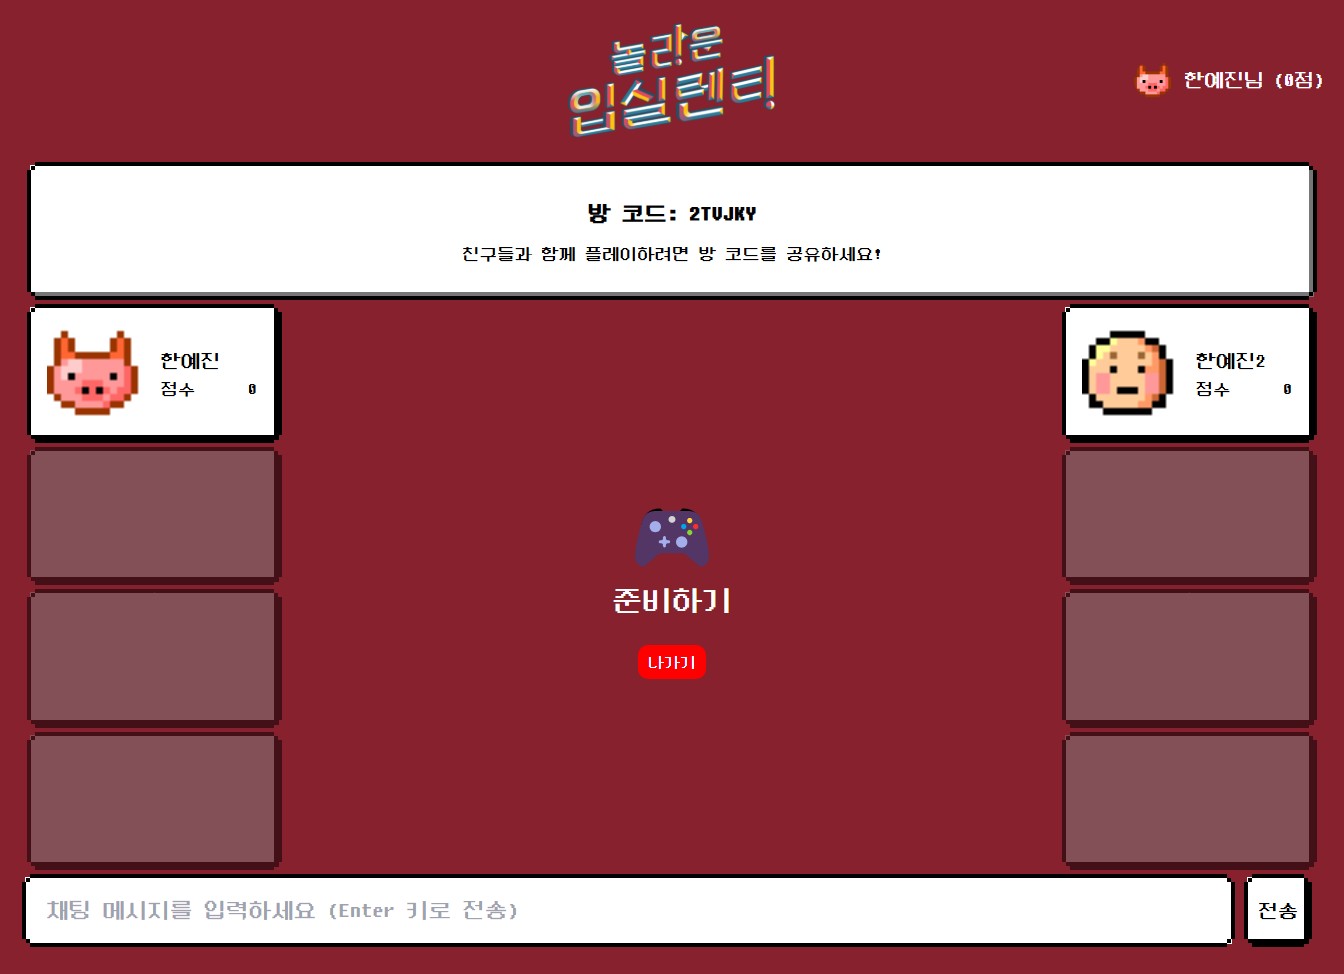 놀라운
입실렌티!
한예진님 (0점)
방 코드: 2TVJKY
친구들과 함께 플레이하려면 방 코드를 공유하세요!
한예진
점수 0
한예진2
점수 0
준비하기
나가기
채팅 메시지를 입력하세요 (Enter 키로 전송)
전송